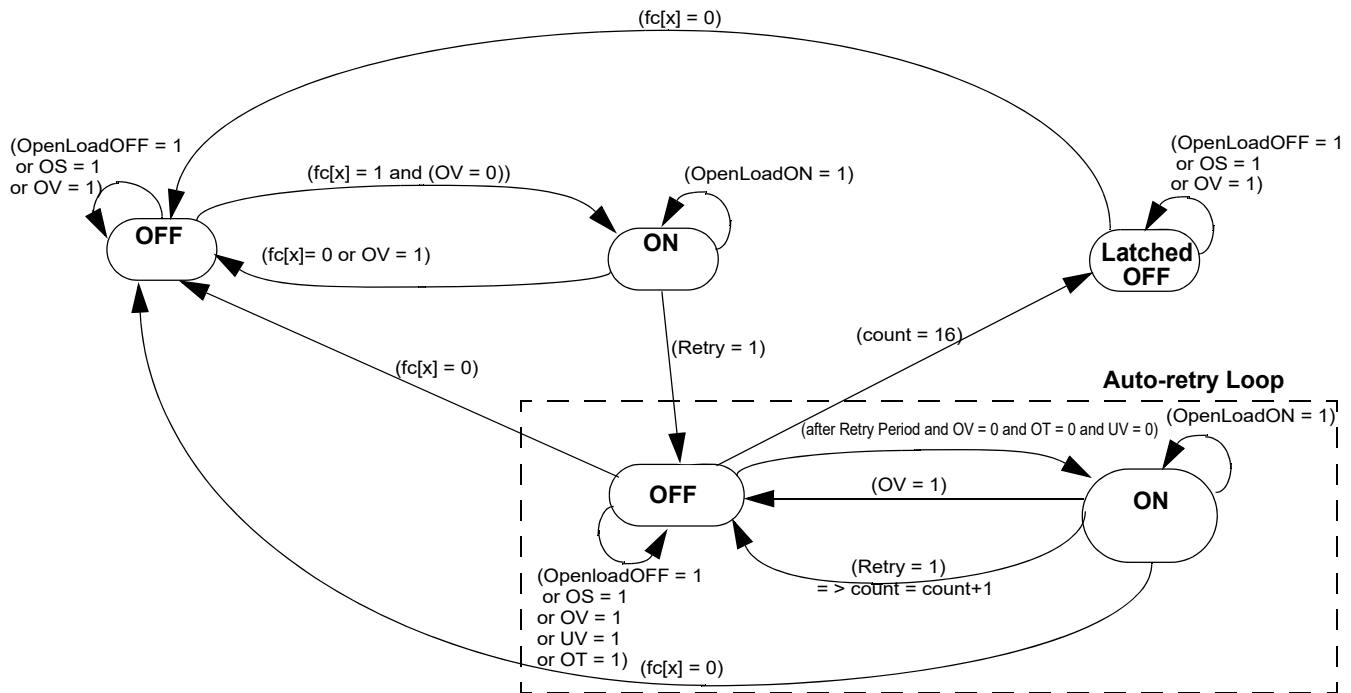 (fc[x] = 0)
(OpenLoadOFF = 1
or OS = 1
or OV = 1)
(fc[x] = 1 and (OV = 0))
(OpenLoadON = 1)
(OpenLoadOFF = 1
or OS = 1
or OV = 1)
OFF
(fc[x]= 0 or OV = 1)
ON
Latched
OFF
(Retry = 1)
(count = 16)
(fc[x] = 0)
Auto-retry Loop
(after Retry Period and OV = 0 and OT = 0 and UV = 0)
(OpenLoadON = 1)
OFF
(OV = 1)
ON
(Retry = 1)
= > count = count+1
(OpenloadOFF = 1
or OS = 1
or OV = 1
or UV = 1
or OT = 1)
(fc[x] = 0)